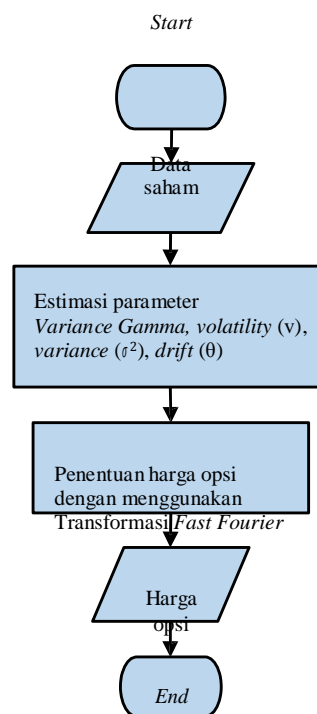 Start
Data
saham
Estimasi parameter
Variance Gamma, volatility (v),
variance (σ²), drift (θ)
Penentuan harga opsi
dengan menggunakan
Transformasi Fast Fourier
Harga
opsi
End